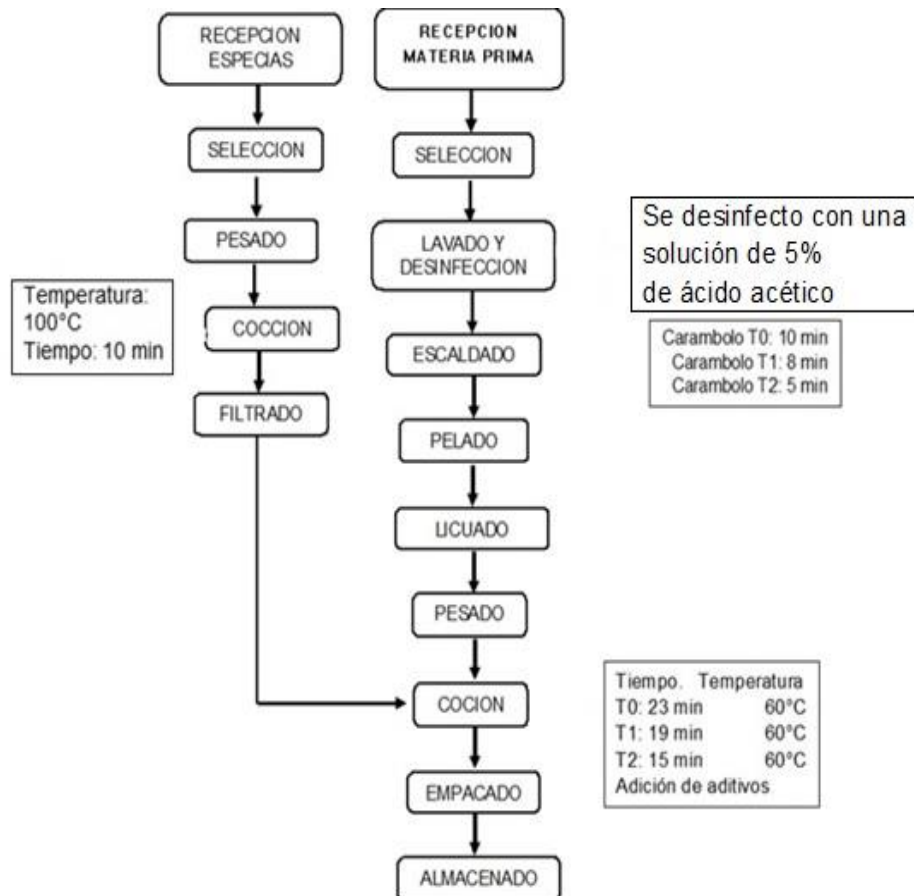 RECEPCION
ESPECIAS
SELECCION
PESADO
Temperatura:
100°C
Tiempo: 10 min
COCCION
FILTRADO
RECEPCION
MATERIA PRIMA
SELECCION
LAVADO Y
DESINFECCION
Se desinfecto con una
solución de 5%
de ácido acético
ESCALDADO
Carambolo T0: 10 min
Carambolo T1: 8 min
Carambolo T2: 5 min
PELADO
LICUADO
PESADO
COCION
Tiempo. Temperatura
T0: 23 min 60°C
T1: 19 min 60°C
T2: 15 min 60°C
Adición de aditivos
EMPACADO
ALMACENADO